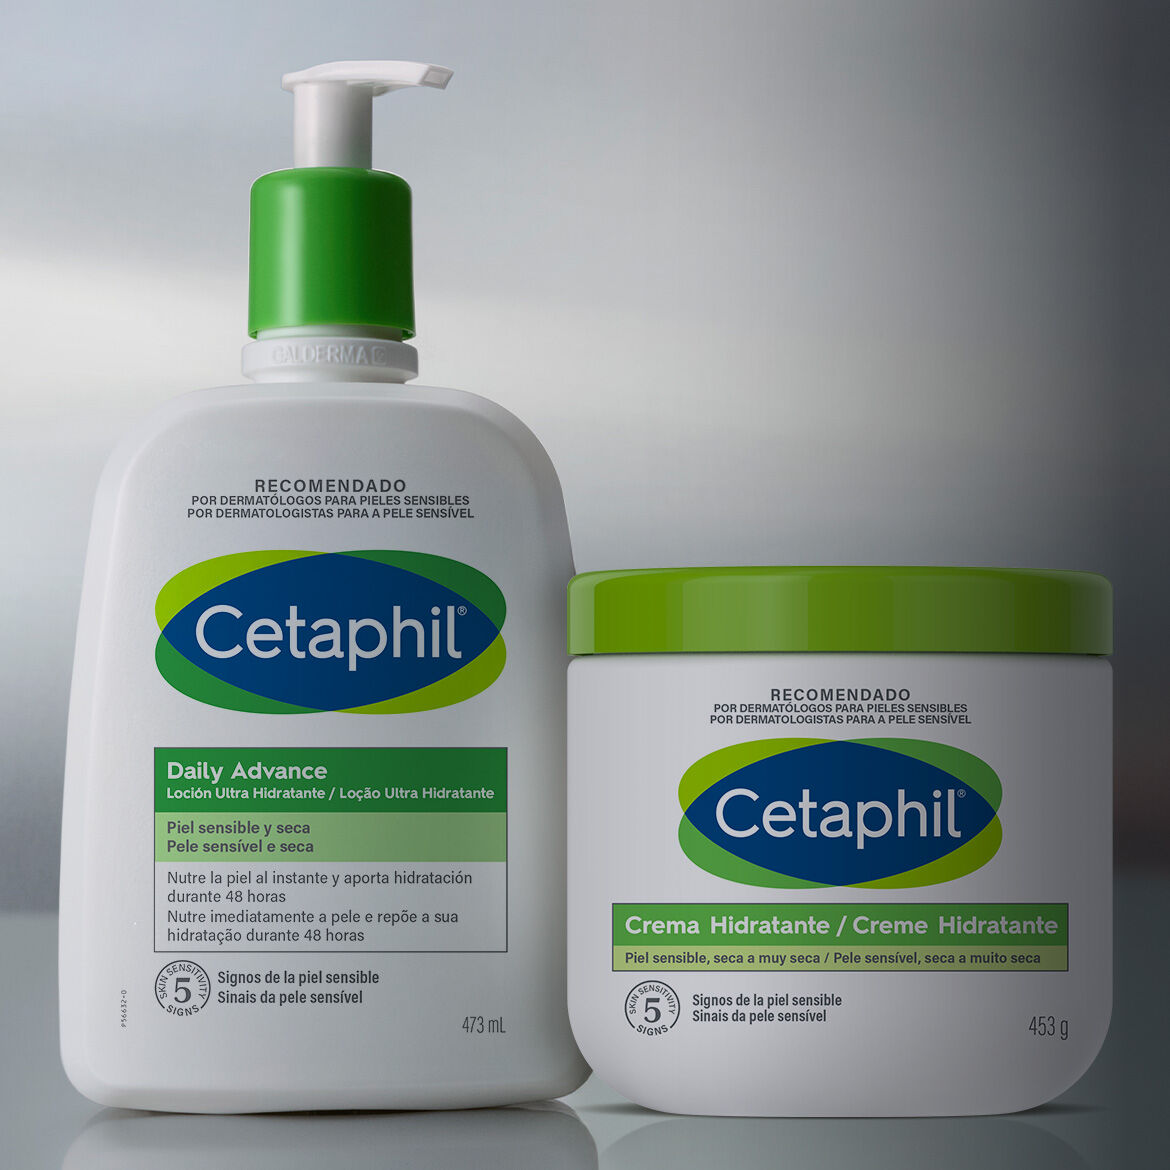 GALDERMA
RECOMENDADO
POR DERMATÓLOGOS PARA PIELES SENSIBLES
POR DERMATOLOGISTAS PARA A PELE SENSÍVEL
Cetaphil®
Daily Advance
Loción Ultra Hidratante / Loção Ultra Hidratante
Piel sensible y seca
Pele sensível e seca
Nutre la piel al instante y aporta hidratación
durante 48 horas
Nutre imediatamente a pele e repõe a sua
hidratação durante 48 horas
SKIN SENSITIVITY
5
SIGNS
Signos de la piel sensible
Sinais da pele sensível
P56632-0
473 mL
RECOMENDADO
POR DERMATÓLOGOS PARA PIELES SENSIBLES
POR DERMATOLOGISTAS PARA A PELE SENSÍVEL
Cetaphil®
Crema Hidratante / Creme Hidratante
Piel sensible, seca a muy seca / Pele sensível, seca a muito seca
SKIN SENSITIVITY
5
SIGNS
Signos de la piel sensible
Sinais da pele sensível
453 g